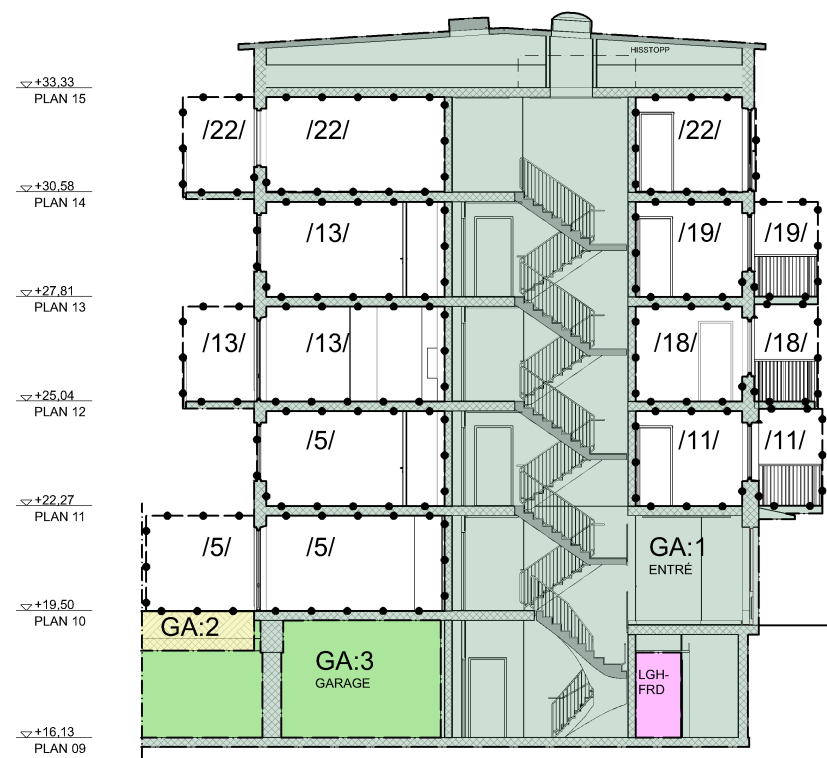 HISSTOPP
+33,33
PLAN 15
/22/ /22/ /22/
+30,58
PLAN 14
/13/ /19/ /19/
+27,81
PLAN 13
/13/ /13/ /18/ /18/
+25,04
PLAN 12
/5/ /11/ /11/
+22,27
PLAN 11
/5/ /5/ GA:1
ENTRÉ
+19,50
PLAN 10
GA:2
GA:3
GARAGE
LGH-
FRD
+16,13
PLAN 09